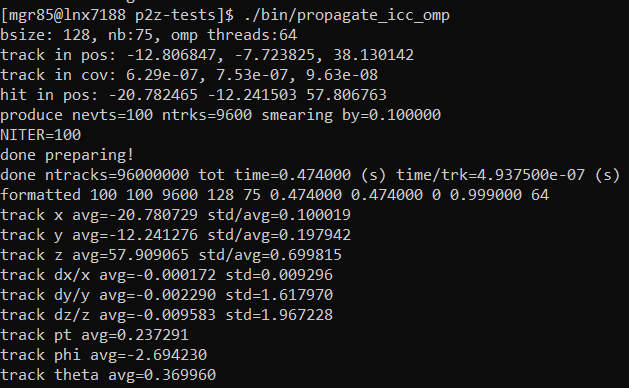 [mgr85@lnx7188 p2z-tests]$ ./bin/propagate_icc_omp
bsize: 128, nb:75, omp threads:64
track in pos: -12.806847, -7.723825, 38.130142
track in cov: 6.29e-07, 7.53e-07, 9.63e-08
hit in pos: -20.782465 -12.241503 57.806763
produce nevts=100 ntrks=9600 smearing by=0.100000
NITER=100
done preparing!
done ntracks=96000000 tot time=0.474000 (s) time/trk=4.937500e-07 (s)
formatted 100 100 9600 128 75 0.474000 0.474000 0 0.999000 64
track x avg=-20.780729 std/avg=0.100019
track y avg=-12.241276 std/avg=0.197942
track z avg=57.909065 std/avg=0.699815
track dx/x avg=-0.000172 std=0.009296
track dy/y avg=-0.002290 std=1.617970
track dz/z avg=-0.009583 std=1.967228
track pt avg=0.237291
track phi avg=-2.694230
track theta avg=0.369960